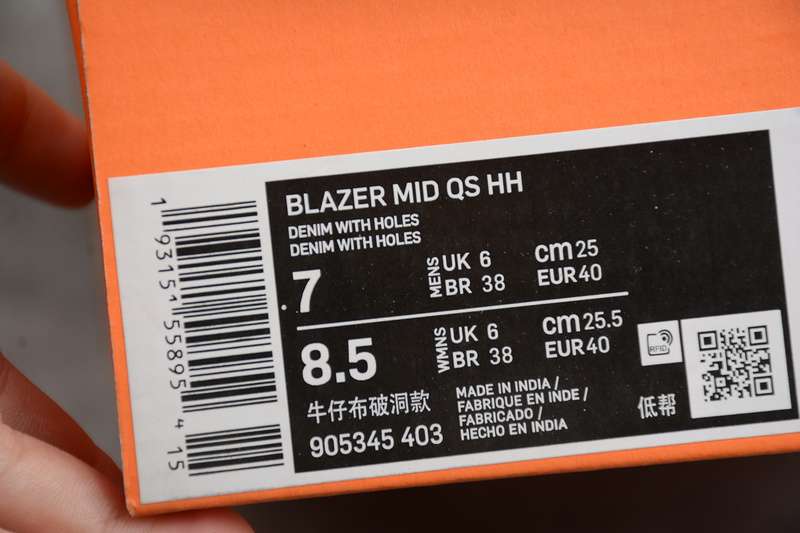 BLAZER MID QS HH
DENIM WITH HOLES
DENIM WITH HOLES
7
MENS
UK 6
BR 38
cm 25
EUR 40
8.5
WMNS
UK 6
BR 38
cm 25.5
EUR 40
RFID
牛仔布破洞款
905345 403
MADE IN INDIA /
FABRIQUE EN INDE /
FABRICADO /
HECHO EN INDIA
低帮
1 93151 55895 4 15